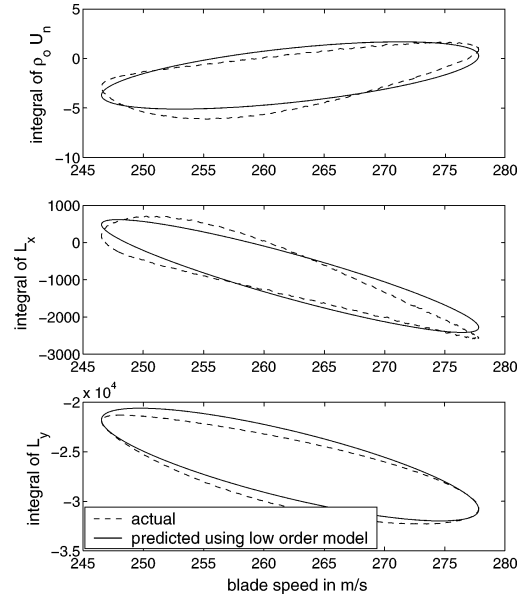 5
0
−5
−10
integral of ρo Un
245 250 255 260 265 270 275 280
1000
0
−1000
−2000
−3000
integral of Lx
245 250 255 260 265 270 275 280
x 10^4
−2
−2.5
−3
−3.5
integral of Ly
actual
predicted using low order model
245 250 255 260 265 270 275 280
blade speed in m/s